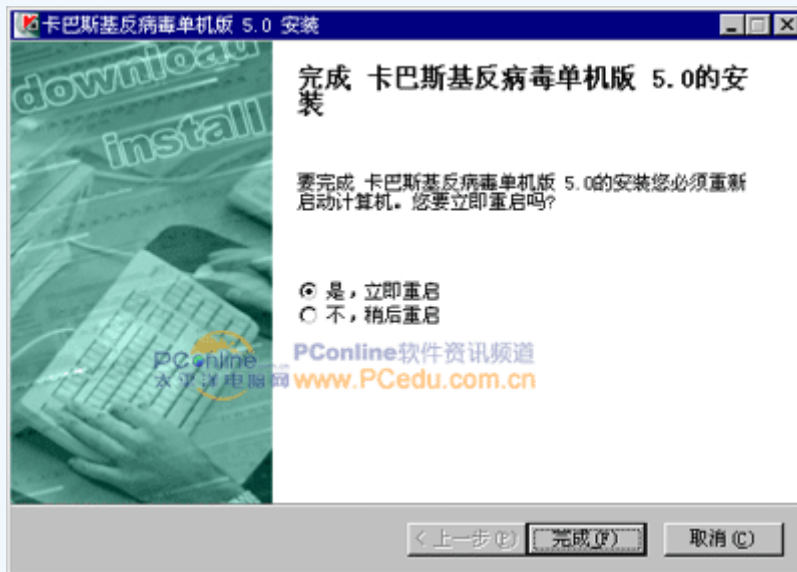 卡巴斯基反病毒单机版 5.0 安装
download
install
完成 卡巴斯基反病毒单机版 5.0的安
装
要完成 卡巴斯基反病毒单机版 5.0的安装您必须重新
启动计算机。您要立即重启吗?
是，立即重启
不，稍后重启
PConline
太平洋电脑网
PConline软件资讯频道
www.PCedu.com.cn
< 上一步(P)
完成(F)
取消(C)